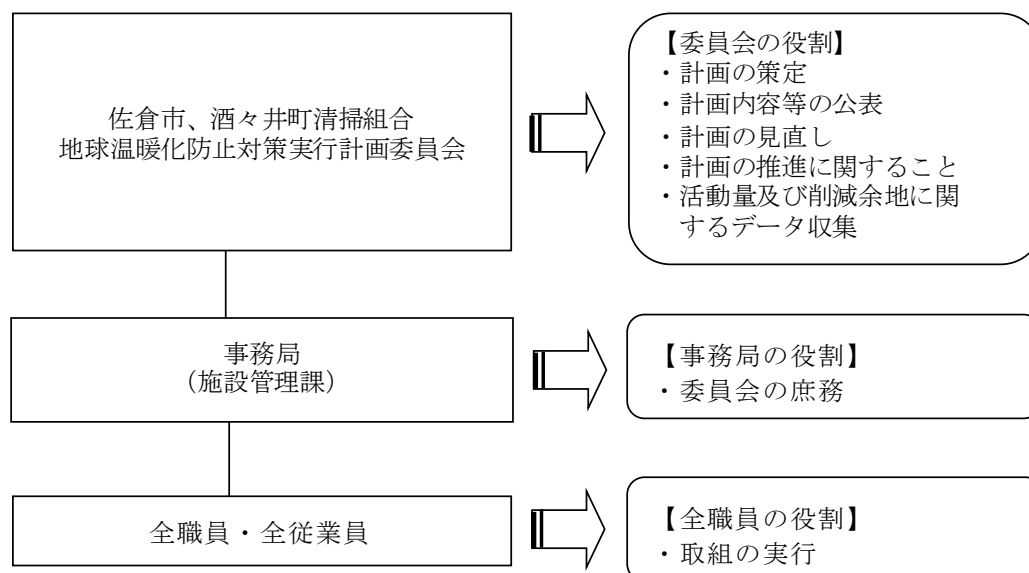 佐倉市、酒々井町清掃組合
地球温暖化防止対策実行計画委員会
【委員会の役割】
・計画の策定
・計画内容等の公表
・計画の見直し
・計画の推進に関すること
・活動量及び削減余地に関
するデータ収集
事務局
（施設管理課）
【事務局の役割】
・委員会の庶務
全職員・全従業員
【全職員の役割】
・取組の実行